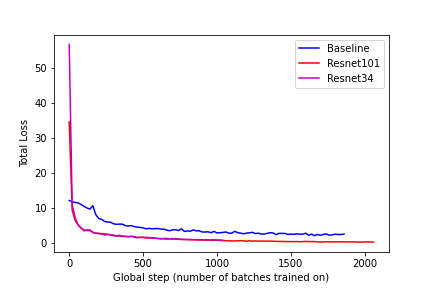 Baseline
Resnet101
Resnet34
50
40
30
20
10
0
Total Loss
0
500
1000
1500
2000
Global step (number of batches trained on)